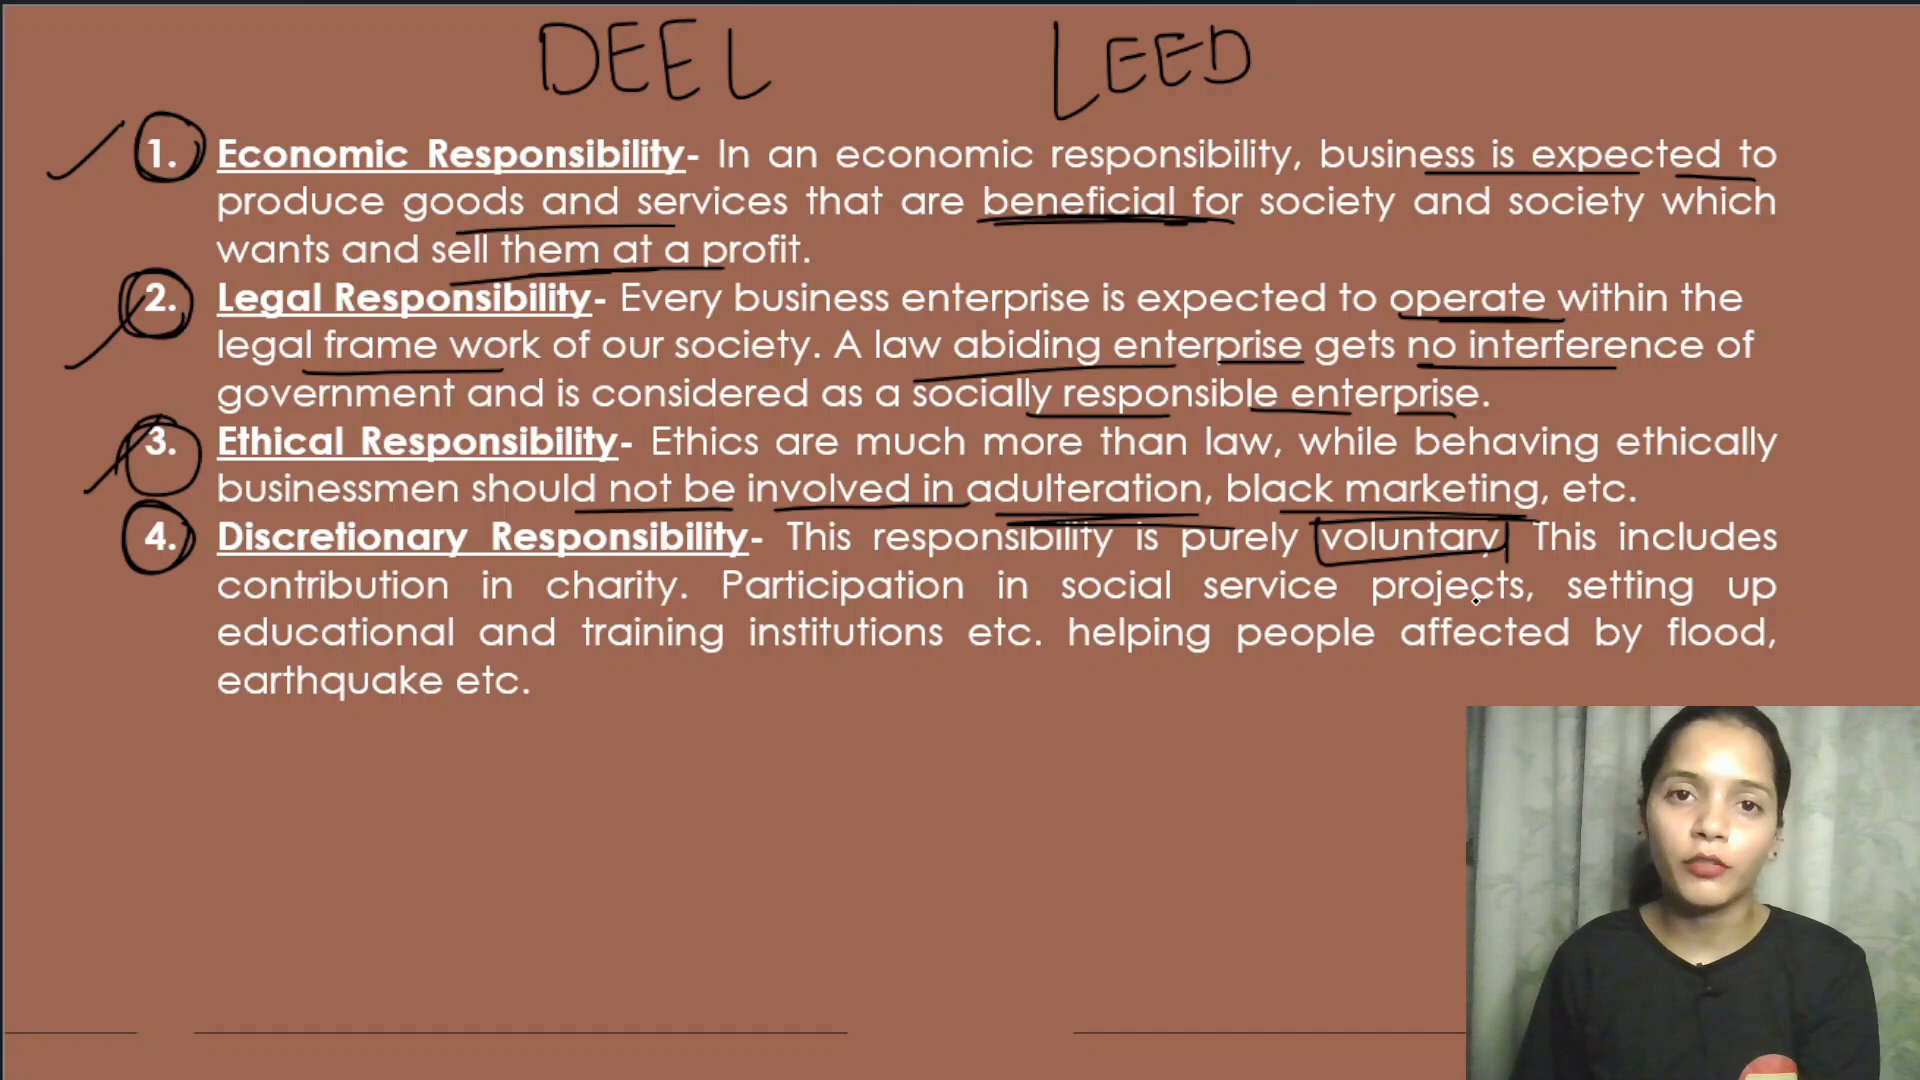 DEEL LEED
1. Economic Responsibility- In an economic responsibility, business is expected to
produce goods and services that are beneficial for society and society which
wants and sell them at a profit.
2. Legal Responsibility- Every business enterprise is expected to operate within the
legal frame work of our society. A law abiding enterprise gets no interference of
government and is considered as a socially responsible enterprise.
3. Ethical Responsibility- Ethics are much more than law, while behaving ethically
businessmen should not be involved in adulteration, black marketing, etc.
4. Discretionary Responsibility- This responsibility is purely voluntary This includes
contribution in charity. Participation in social service projects, setting up
educational and training institutions etc. helping people affected by flood,
earthquake etc.